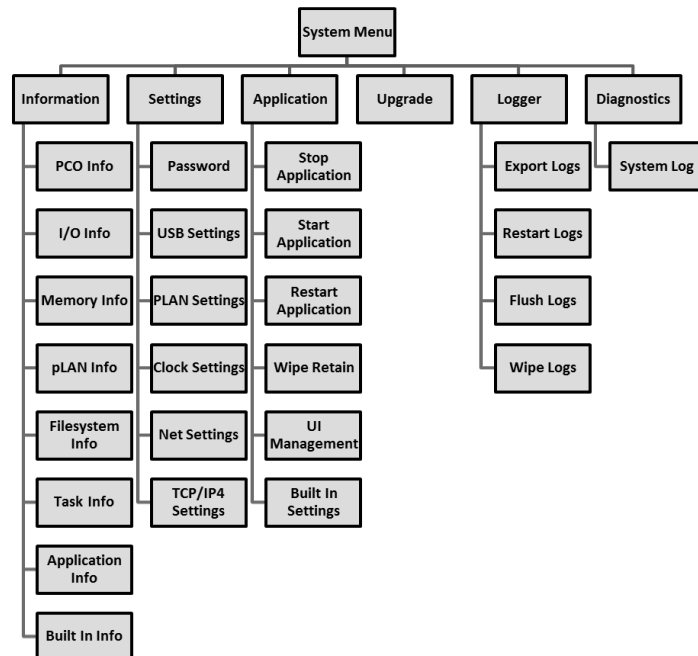 System Menu
Information
Settings
Application
Upgrade
Logger
Diagnostics
PCO Info
Password
Stop
Application
Export Logs
System Log
I/O Info
USB Settings
Start
Application
Restart Logs
Memory Info
PLAN Settings
Restart
Application
Flush Logs
pLAN Info
Clock Settings
Wipe Retain
Wipe Logs
Filesystem
Info
Net Settings
UI
Management
Task Info
TCP/IP4
Settings
Built In
Settings
Application
Info
Built In Info